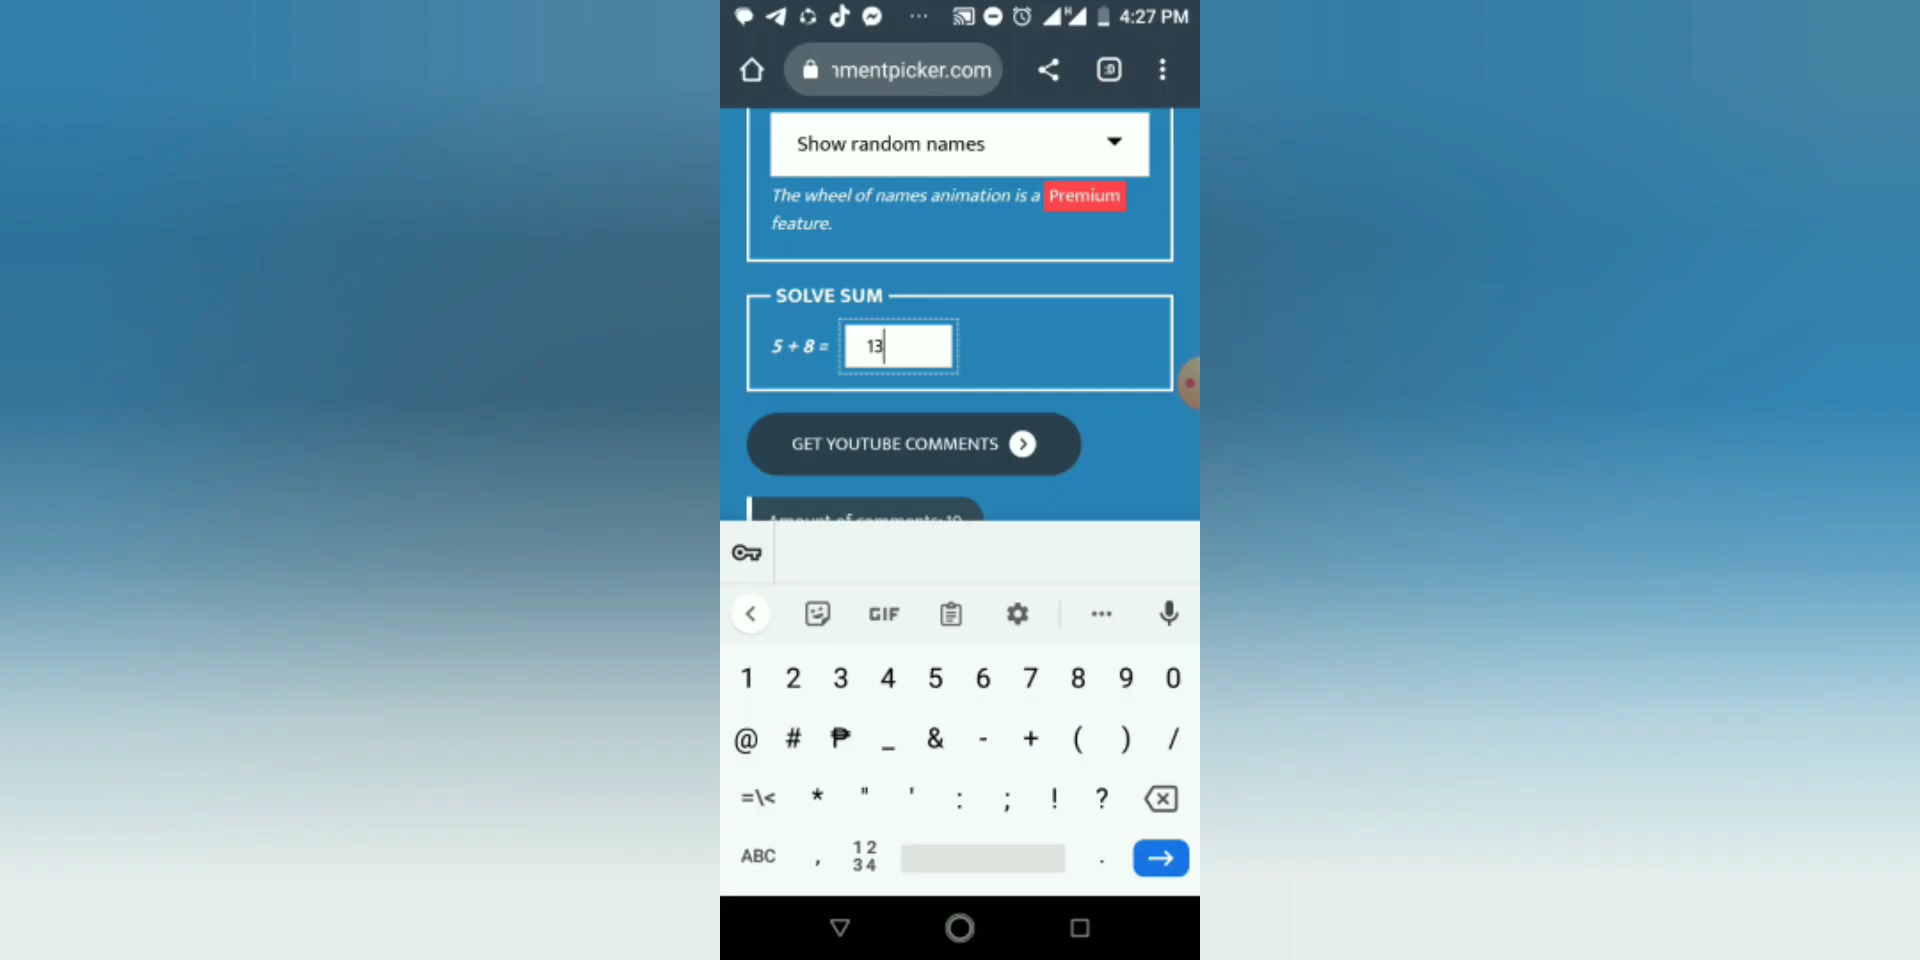 4:27 PM
nmentpicker.com
Show random names
The wheel of names animation is a Premium
feature.
SOLVE SUM
5 + 8 = 13
GET YOUTUBE COMMENTS
Amount of comments: 10
GIF
1 2 3 4 5 6 7 8 9 0
@ # ₱ _ & - + ( ) /
=\< * " ' : ; ! ?
ABC , 1 2 3 4 .